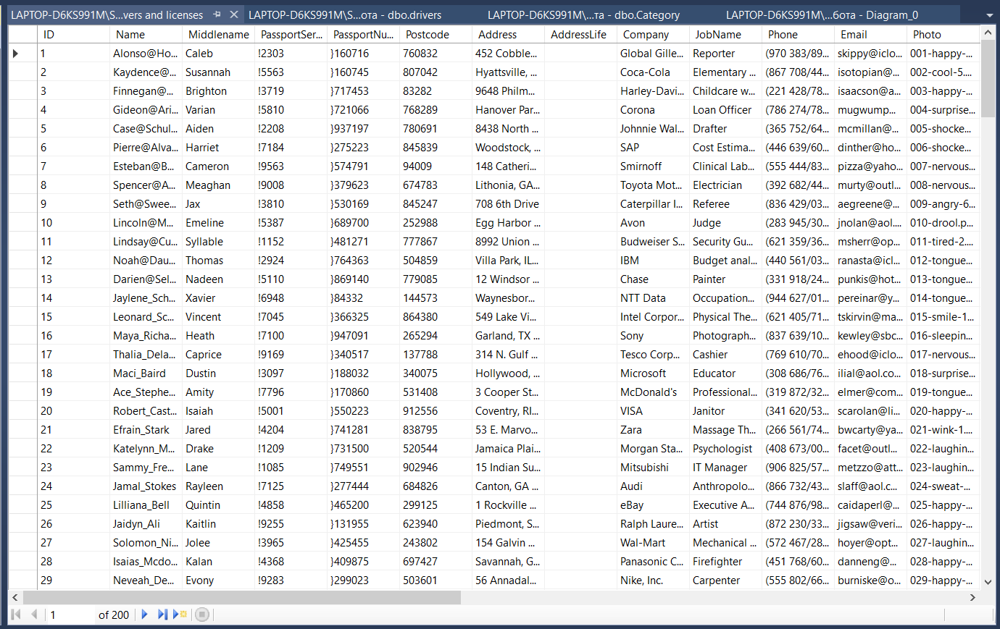 LAPTOP-D6KS991M\S...vers and licenses LAPTOP-D6KS991M\S...ота - dbo.drivers LAPTOP-D6KS991M\...та - dbo.Category LAPTOP-D6KS991M\...бота - Diagram_0
ID Name Middlename PassportSer... PassportNu... Postcode Address AddressLife Company JobName Phone Email Photo
1 Alonso@Ho... Caleb !2303 }160716 760832 452 Cobble... Global Gille... Reporter (970 383/89... skippy@iclo... 001-happy-...
2 Kaydence@... Susannah !5563 }160745 807042 Hyattsville, ... Coca-Cola Elementary ... (867 708/44... isotopian@... 002-cool-5....
3 Finnegan@... Brighton !3719 }717453 83282 9648 Philm... Harley-Davi... Childcare w... (221 428/78... isaacson@a... 003-happy-...
4 Gideon@Ari... Varian !5810 }721066 768289 Hanover Par... Corona Loan Officer (786 274/78... mugwump... 004-surprise...
5 Case@Schul... Aiden !2208 }937197 780691 8438 North ... Johnnie Wal... Drafter (365 752/64... mcmillan@... 005-shocke...
6 Pierre@Alva... Harriet !7184 }275223 845839 Woodstock, ... SAP Cost Estima... (446 639/60... dinther@ho... 006-shocke...
7 Esteban@B... Cameron !9563 }574791 94009 148 Catheri... Smirnoff Clinical Lab... (555 444/83... pizza@yaho... 007-nervous...
8 Spencer@A... Meaghan !9008 }379623 674783 Lithonia, GA... Toyota Mot... Electrician (392 682/44... murty@outl... 008-nervous...
9 Seth@Swee... Jax !3810 }530169 845247 708 6th Drive Caterpillar I... Referee (836 429/03... aegreene@... 009-angry-6...
10 Lincoln@M... Emeline !5387 }689700 252988 Egg Harbor ... Avon Judge (283 945/30... jnolan@aol.... 010-drool.p...
11 Lindsay@Cu... Syllable !1152 }481271 777867 8992 Union ... Budweiser S... Security Gu... (621 359/36... msherr@op... 011-tired-2....
12 Noah@Dau... Thomas !2924 }764363 504859 Villa Park, IL... IBM Budget anal... (440 561/03... ranasta@icl... 012-tongue...
13 Darien@Sel... Nadeen !5110 }869140 779085 12 Windsor ... Chase Painter (331 918/24... punkis@hot... 013-tongue...
14 Jaylene_Sch... Xavier !6948 }84332 144573 Waynesbor... NTT Data Occupation... (944 627/01... pereinar@y... 014-tongue...
15 Leonard_Sc... Vincent !7045 }366325 864380 549 Lake Vi... Intel Corpor... Physical The... (621 405/71... tskirvin@ma... 015-smile-1...
16 Maya_Richa... Heath !7100 }947091 265294 Garland, TX ... Sony Photograph... (837 639/10... kewley@sbc... 016-sleepin...
17 Thalia_Dela... Caprice !9169 }340517 137788 314 N. Gulf ... Tesco Corp... Cashier (769 610/70... ehood@iclo... 017-nervous...
18 Maci_Baird Dustin !3097 }188032 340075 Hollywood, ... Microsoft Educator (308 686/76... ilial@aol.co... 018-surprise...
19 Ace_Stephe... Amity !7796 }170860 531408 3 Cooper St... McDonald's Professional... (319 872/32... elmer@com... 019-tongue...
20 Robert_Cast... Isaiah !5001 }550223 912556 Coventry, RI... VISA Janitor (341 620/53... scarolan@li... 020-happy-...
21 Efrain_Stark Jared !4204 }741281 838795 53 E. Marvo... Zara Massage Th... (266 561/74... bwcarty@ya... 021-wink-1....
22 Katelynn_M... Drake !1209 }731500 520544 Jamaica Plai... Morgan Sta... Psychologist (408 673/00... facet@outl... 022-laughin...
23 Sammy_Fre... Lane !1085 }749551 902946 15 Indian Su... Mitsubishi IT Manager (906 825/57... metzzo@att... 023-laughin...
24 Jamal_Stokes Rayleen !7125 }277444 684826 Canton, GA ... Audi Anthropolo... (866 732/43... slaff@aol.c... 024-sweat-...
25 Lilliana_Bell Quintin !4858 }465200 299125 1 Rockville ... eBay Executive A... (744 876/98... caidaperl@... 025-happy-...
26 Jaidyn_Ali Kaitlin !9255 }131955 623940 Piedmont, S... Ralph Laure... Artist (872 230/33... jigsaw@veri... 026-happy-...
27 Solomon_Ni... Jolee !3965 }425455 243802 154 Galvin ... Wal-Mart Mechanical ... (572 467/28... hoyer@opt... 027-laughin...
28 Isaias_Mcdo... Kalan !4368 }409875 697427 Savannah, G... Panasonic C... Firefighter (451 768/60... danneng@... 028-happy-...
29 Neveah_De... Evony !9283 }299023 503601 56 Annadal... Nike, Inc. Carpenter (555 802/66... burniske@o... 029-happy-...
1 of 200